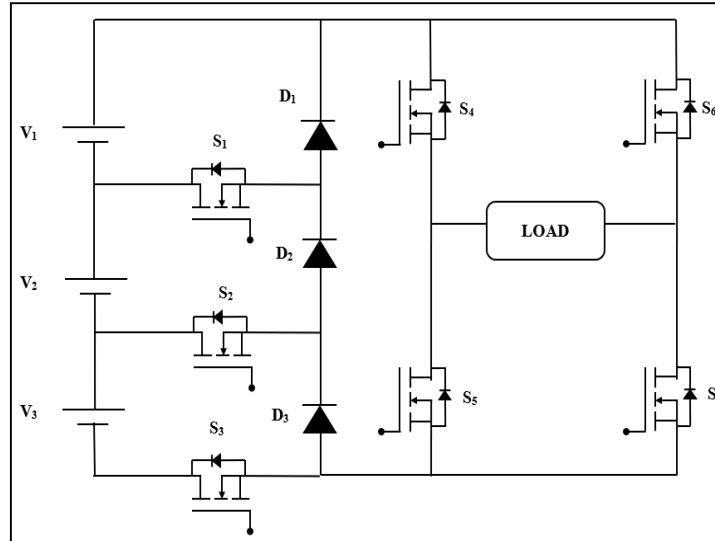 D₁
S₄
S₆
V₁
S₁
LOAD
D₂
V₂
S₂
V₃
S₅
D₃
S
S₃